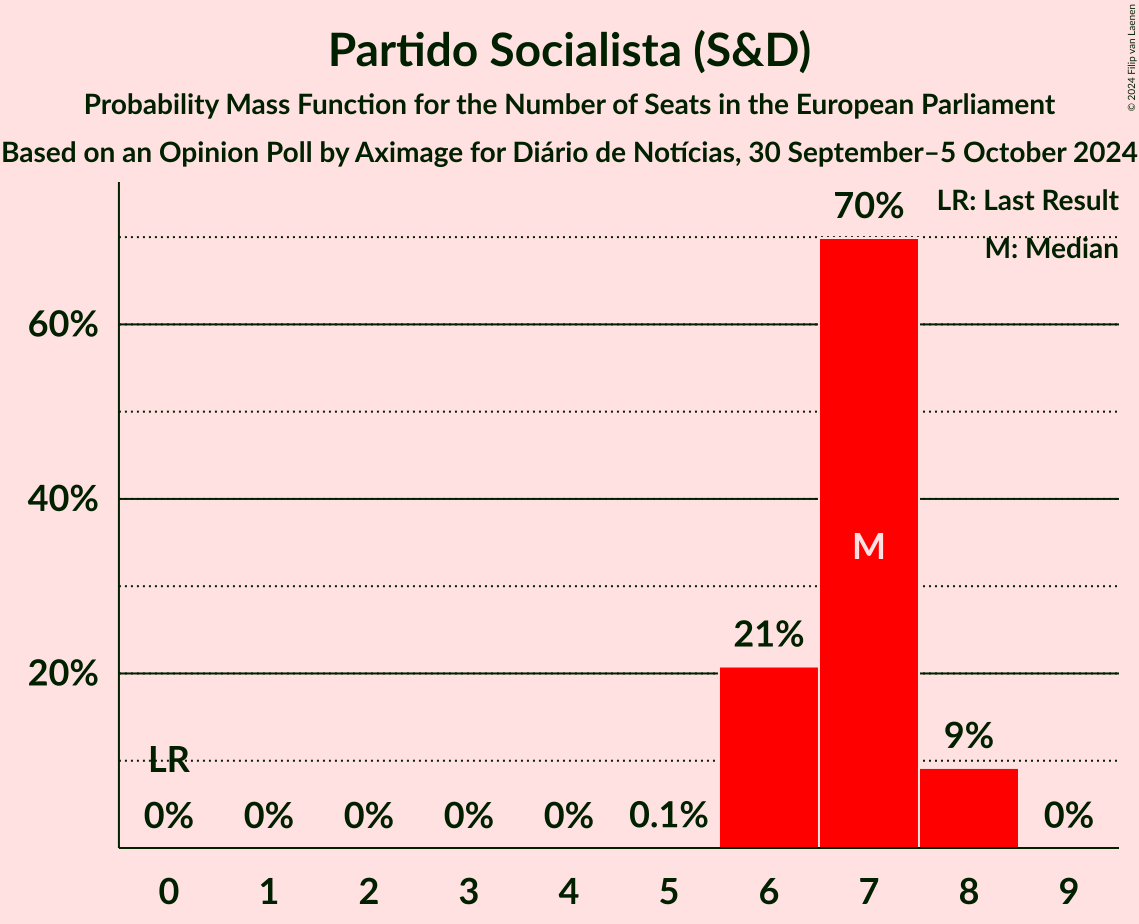 Partido Socialista (S&D)
Probability Mass Function for the Number of Seats in the European Parliament
Based on an Opinion Poll by Aximage for Diário de Notícias, 30 September–5 October 2024
© 2024 Filip van Laenen
LR: Last Result
M: Median
70%
60%
40%
M
21%
20%
LR
9%
0% 0% 0% 0% 0% 0.1% 0%
0 1 2 3 4 5 6 7 8 9